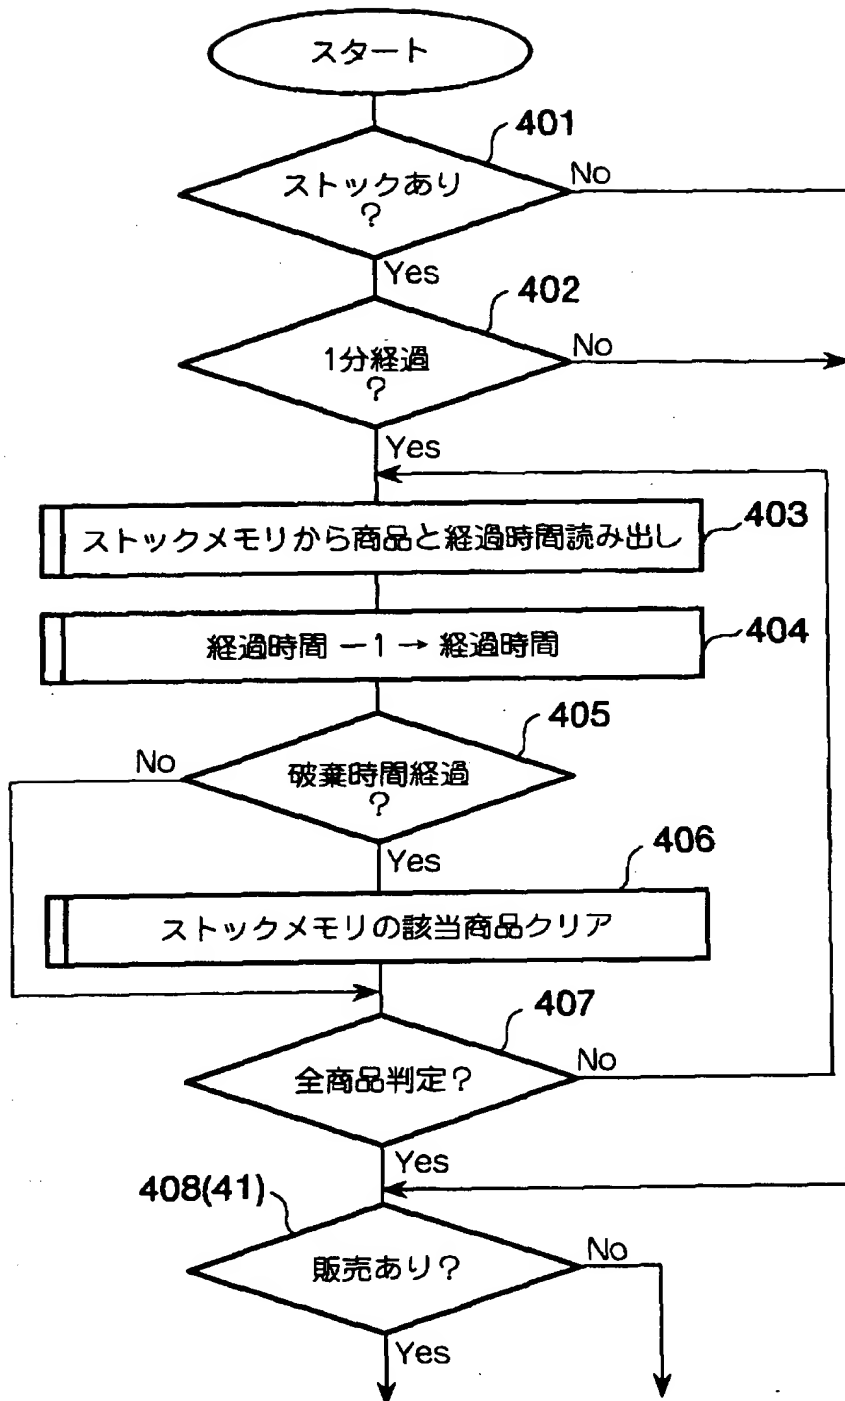 スタート
401
ストックあり
?
No
Yes
402
1分経過
?
No
Yes
ストックメモリから商品と経過時間読み出し
403
経過時間 −1 → 経過時間
404
405
No
破棄時間経過
?
Yes
406
ストックメモリの該当商品クリア
407
全商品判定?
No
Yes
408(41)
販売あり?
No
Yes